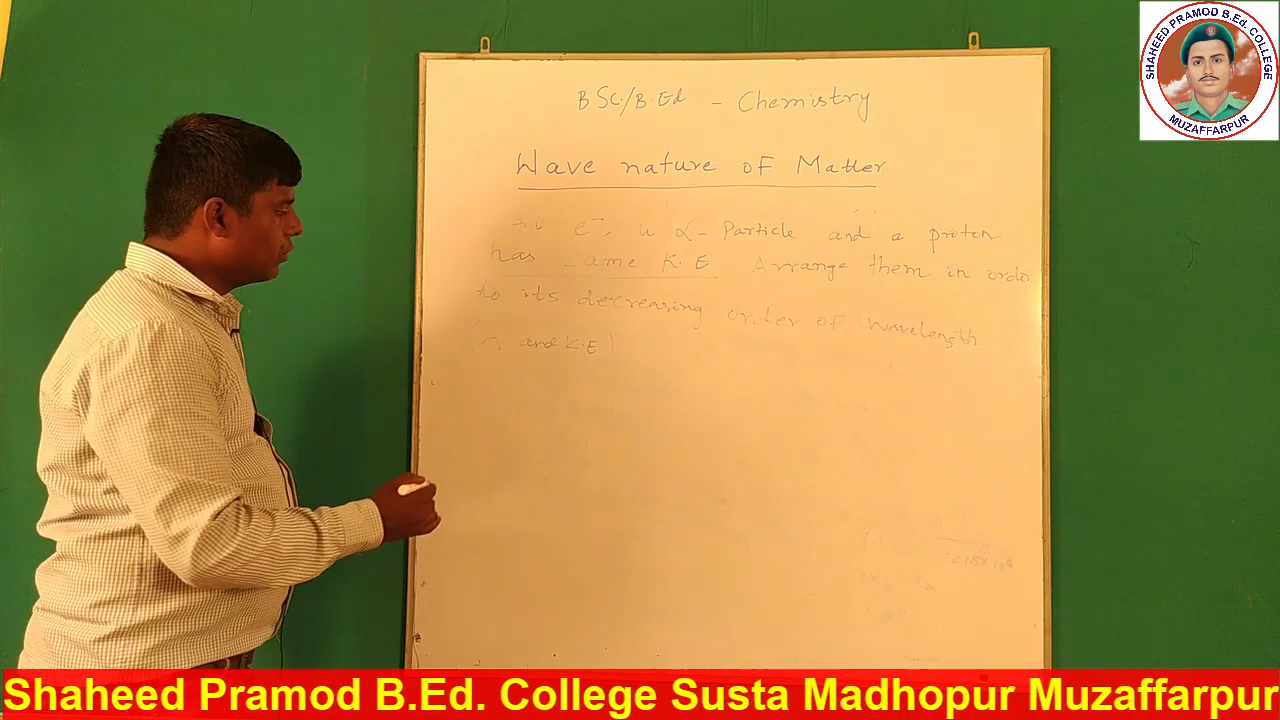 BSC./B.Ed - Chemistry
Wave nature of Matter
e⁻, α- Particle and a proton
has same K.E Arrange them in order
to its decreasing order of wavelength
and K.E)
SHAHEED PRAMOD B.Ed. COLLEGE
MUZAFFARPUR
Shaheed Pramod B.Ed. College Susta Madhopur Muzaffarpur